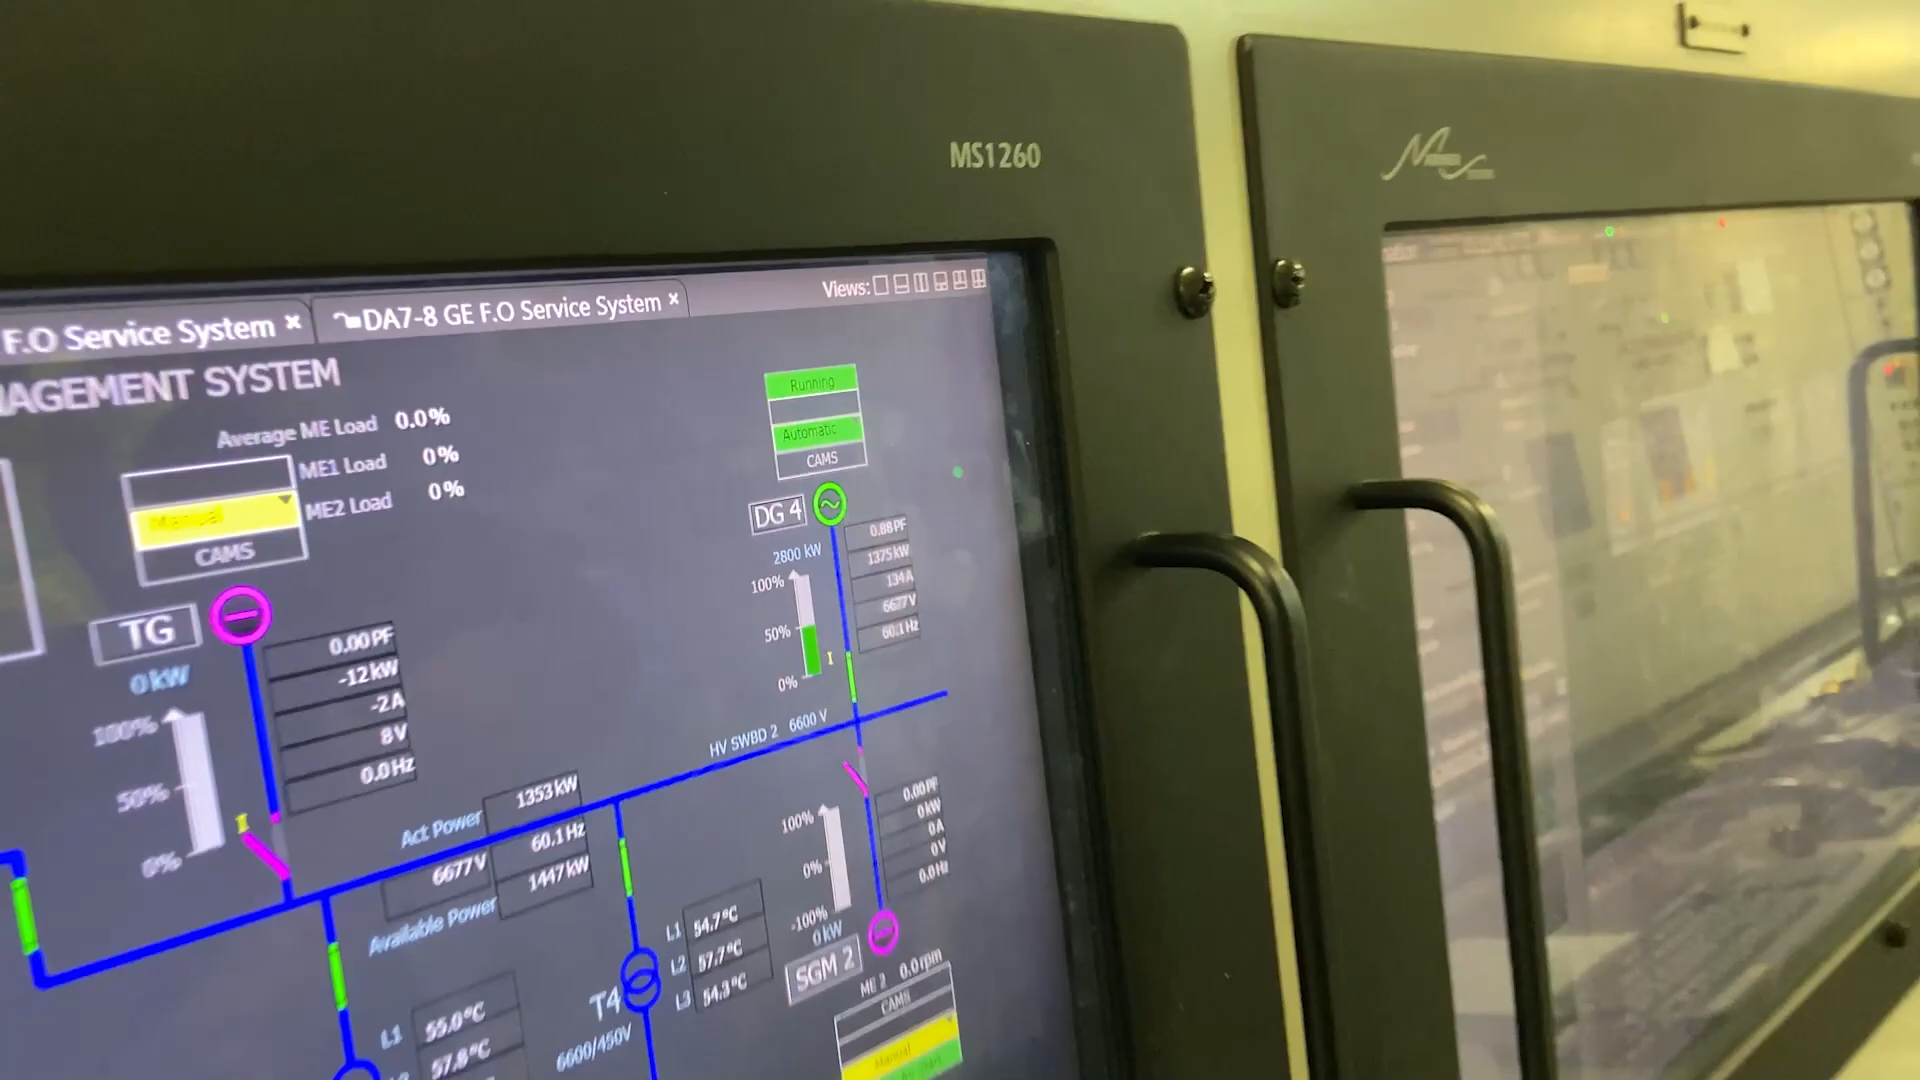 MS1260
Views:
F.O Service System ×
DA7-8 GE F.O Service System ×
NAGEMENT SYSTEM
Average ME Load 0.0%
ME1 Load 0%
ME2 Load 0%
Manual
CAMS
TG
0 kW
100%
50%
0%
0.00 PF
-12 kW
-2 A
8 V
0.0 Hz
I
Running
Automatic
CAMS
DG 4
2800 kW
100%
50%
0%
I
0.88 PF
1375 kW
134 A
6677 V
60.1 Hz
HV SWBD 2 6600 V
Act Power 1353 kW
6677 V 60.1 Hz
Available Power 1447 kW
L1 55.0°C
57.8°C
T4
6600/450V
L1 54.7°C
L2 57.7°C
L3 54.3°C
100%
0%
-100%
0 kW
0.00 PF
0 kW
0 A
0 V
0.0 Hz
SGM 2
ME 2 0.0 rpm
CAMS
Manual